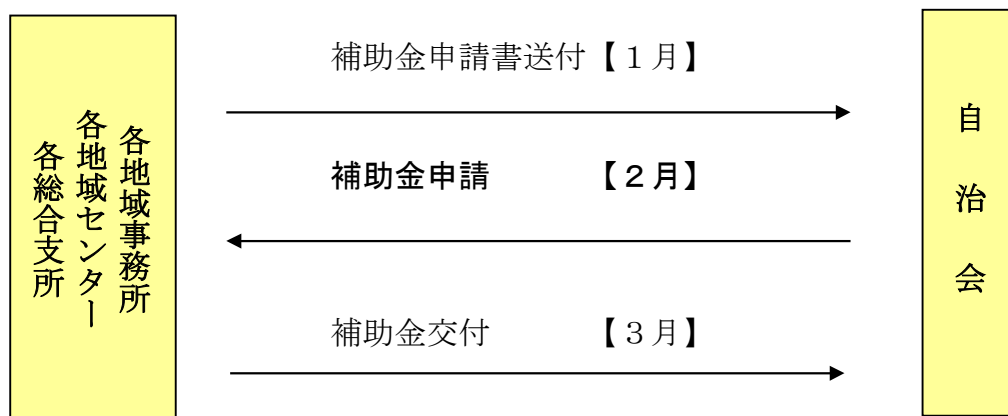 各地域事務所
各地域センター
各総合支所
補助金申請書送付【１月】
補助金申請　　　【２月】
補助金交付　　　【３月】
自治会